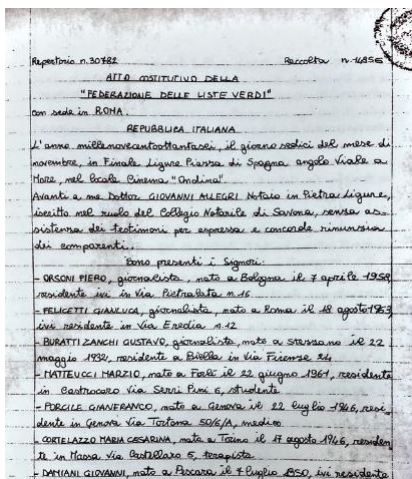 Repertorio n. 30782 Raccolta n. 14856
ATTO COSTITUTIVO DELLA
"FEDERAZIONE DELLE LISTE VERDI"
con sede in ROMA.
REPUBBLICA ITALIANA
L'anno millenovecentottantasei, il giorno sedici del mese di
novembre, in Finale Ligure Piazza di Spagna angolo Viale a
Mare, nel locale Cinema "Ondina"
Avanti a me Dottor GIOVANNI ALLEGRI Notaio in Pietra Ligure,
iscritto nel ruolo del Collegio Notarile di Savona, senza as-
sistenza dei testimoni per espressa e concorde rinunzia
dei comparenti..
Sono presenti i Signori:
- ORSONI PIERO, giornalista, nato a Bologna il 7 aprile 1958,
residente ivi in Via Pietralata n. 16
- FELICETTI GIANLUCA, giornalista, nato a Roma il 18 agosto 1963
ivi residente in Via Eredia n. 12
- BURATTI ZANCHI GUSTAVO, giornalista, nato a Stezzano il 22
maggio 1932, residente a Biella in Via Firenze 24
- MATTEUCCI MARZIO, nato a Forlì il 22 giugno 1961, residente
in Castrocaro Via Serri Pini 6, studente
- PORCILE GIANFRANCO, nato a Genova il 22 luglio 1946, resi-
dente in Genova Via Tortona 50/6/A, medico
- CORTELAZZO MARIA CESARINA, nata a Torino il 17 agosto 1946, residen
te in Massa Via Castellaro 5, terapista
- DAMIANI GIOVANNI, nato a Pescara il 7 luglio 1950, ivi residente